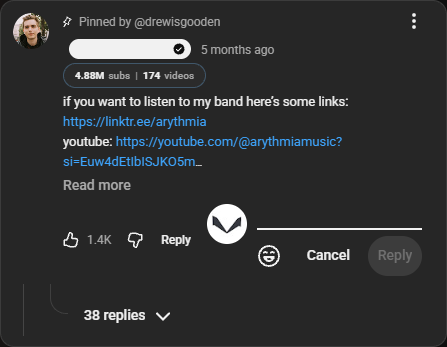 Pinned by @drewisgooden
5 months ago
4.88M subs | 174 videos
if you want to listen to my band here's some links:
https://linktr.ee/arythmia
youtube: https://youtube.com/@arythmiamusic?
si=Euw4dEtIbISJKO5m_
Read more
1.4K Reply
Cancel Reply
38 replies